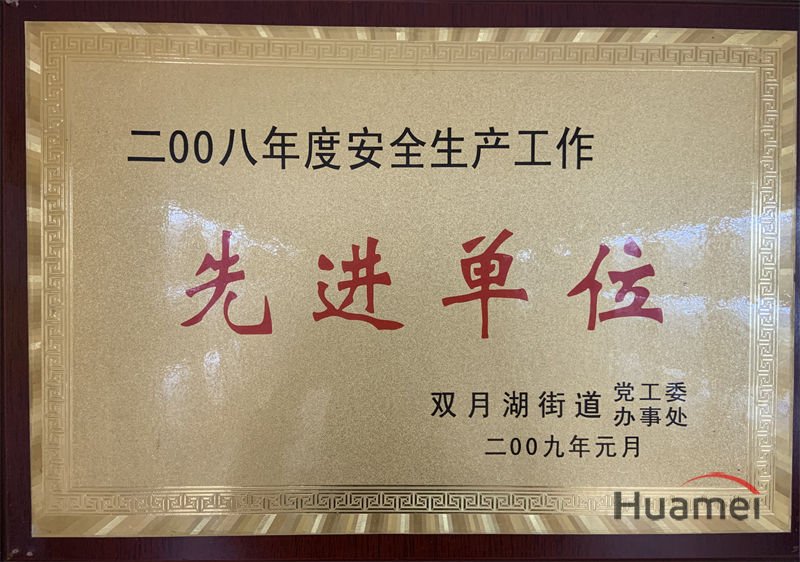 二00八年度安全生产工作
先进单位
双月湖街道 党工委
办事处
二00九年元月
Huamei